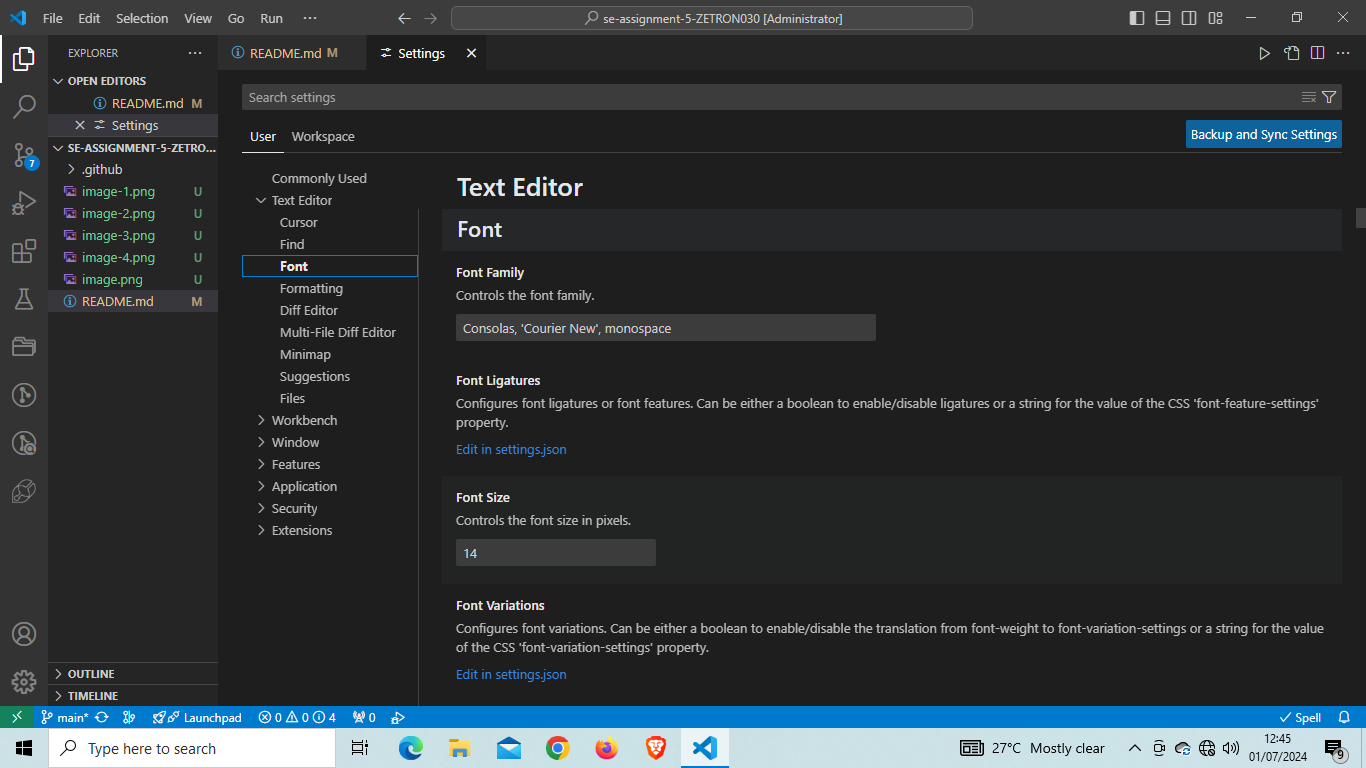 File Edit Selection View Go Run ···
se-assignment-5-ZETRON030 [Administrator]
EXPLORER ···
OPEN EDITORS
README.md M
Settings
SE-ASSIGNMENT-5-ZETRO...
.github
image-1.png U
image-2.png U
image-3.png U
image-4.png U
image.png U
README.md M
OUTLINE
TIMELINE
7
README.md M
Settings
Search settings
User Workspace
Backup and Sync Settings
Commonly Used
Text Editor
Cursor
Find
Font
Formatting
Diff Editor
Multi-File Diff Editor
Minimap
Suggestions
Files
Workbench
Window
Features
Application
Security
Extensions
Text Editor
Font
Font Family
Controls the font family.
Consolas, 'Courier New', monospace
Font Ligatures
Configures font ligatures or font features. Can be either a boolean to enable/disable ligatures or a string for the value of the CSS 'font-feature-settings'
property.
Edit in settings.json
Font Size
Controls the font size in pixels.
14
Font Variations
Configures font variations. Can be either a boolean to enable/disable the translation from font-weight to font-variation-settings or a string for the value
of the CSS 'font-variation-settings' property.
Edit in settings.json
main* Launchpad 0 0 4 0 Spell
Type here to search
27°C Mostly clear
12:45
01/07/2024
9